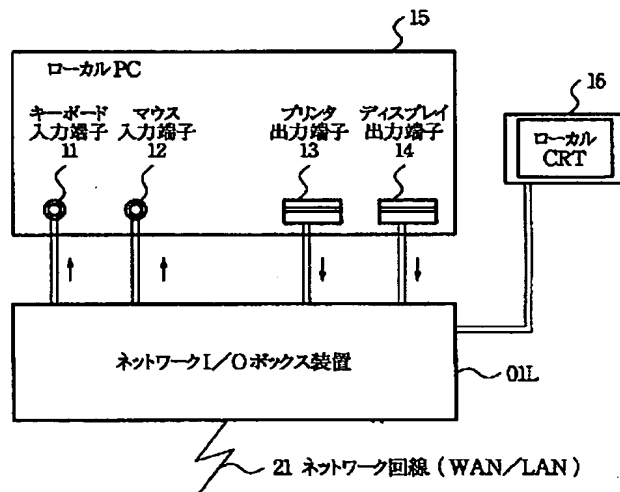 15
ローカルPC
キーボード
入力端子
11
マウス
入力端子
12
プリンタ
出力端子
13
ディスプレイ
出力端子
14
16
ローカル
CRT
ネットワークI/Oボックス装置
01L
21 ネットワーク回線(WAN/LAN)